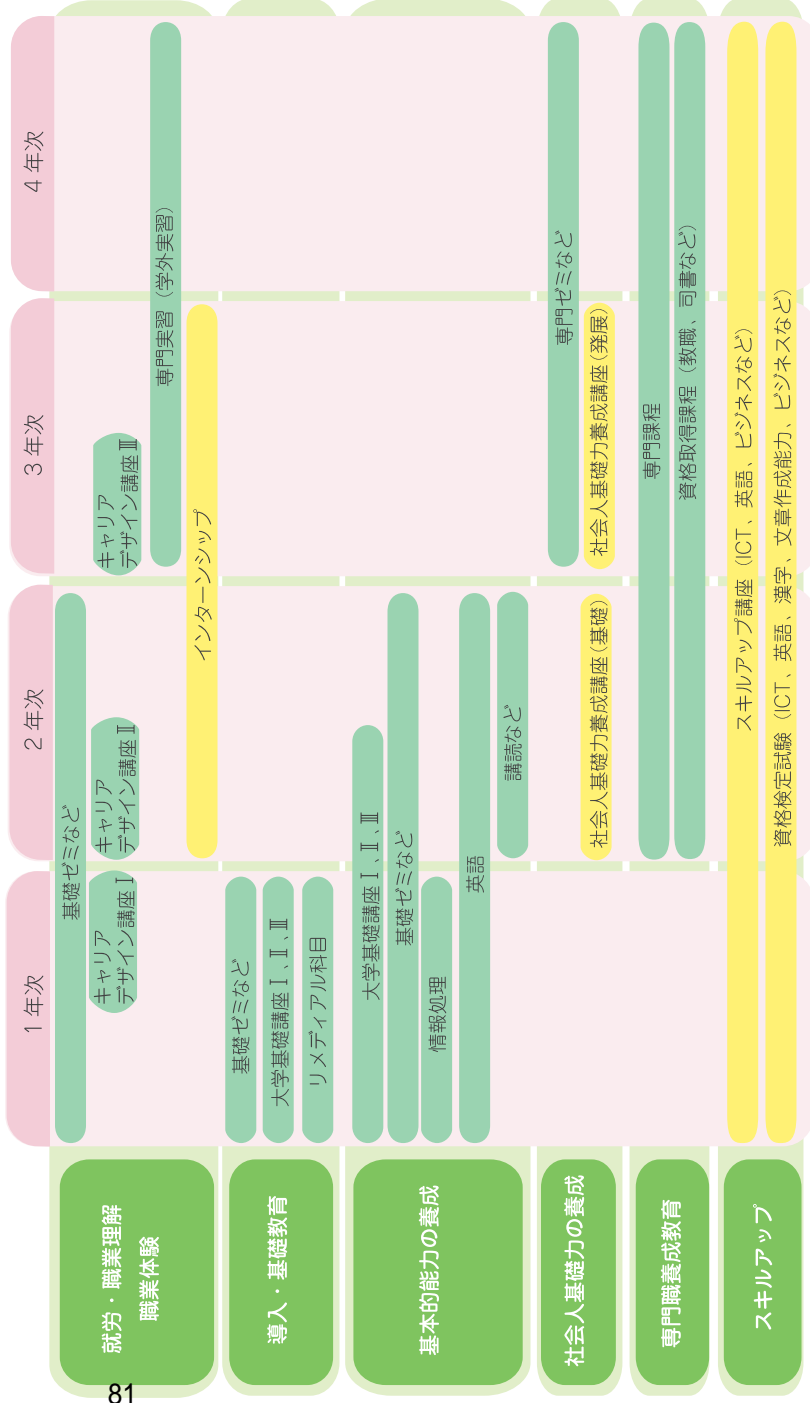 1 年次
2 年次
3 年次
4 年次
就労・職業理解
職業体験
基礎ゼミなど
キャリア
デザイン講座Ⅰ
キャリア
デザイン講座Ⅱ
キャリア
デザイン講座Ⅲ
専門実習（学外実習）
インターンシップ
導入・基礎教育
基礎ゼミなど
大学基礎講座Ⅰ、Ⅱ、Ⅲ
リメディアル科目
基本的能力の養成
大学基礎講座Ⅰ、Ⅱ、Ⅲ
基礎ゼミなど
情報処理
英語
講読など
社会人基礎力の養成
専門ゼミなど
社会人基礎力養成講座(基礎)
社会人基礎力養成講座(発展)
専門職養成教育
専門課程
資格取得課程（教職、司書など）
スキルアップ
スキルアップ講座（ICT、英語、ビジネスなど）
資格検定試験（ICT、英語、漢字、文章作成能力、ビジネスなど）
81